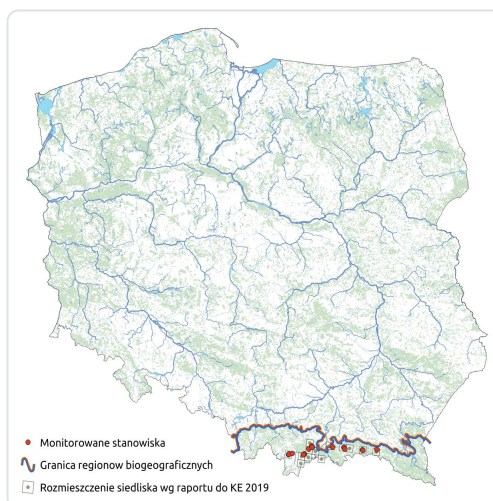 Monitorowane stanowiska
Granica regionow biogeograficznych
Rozmieszczenie siedliska wg raportu do KE 2019